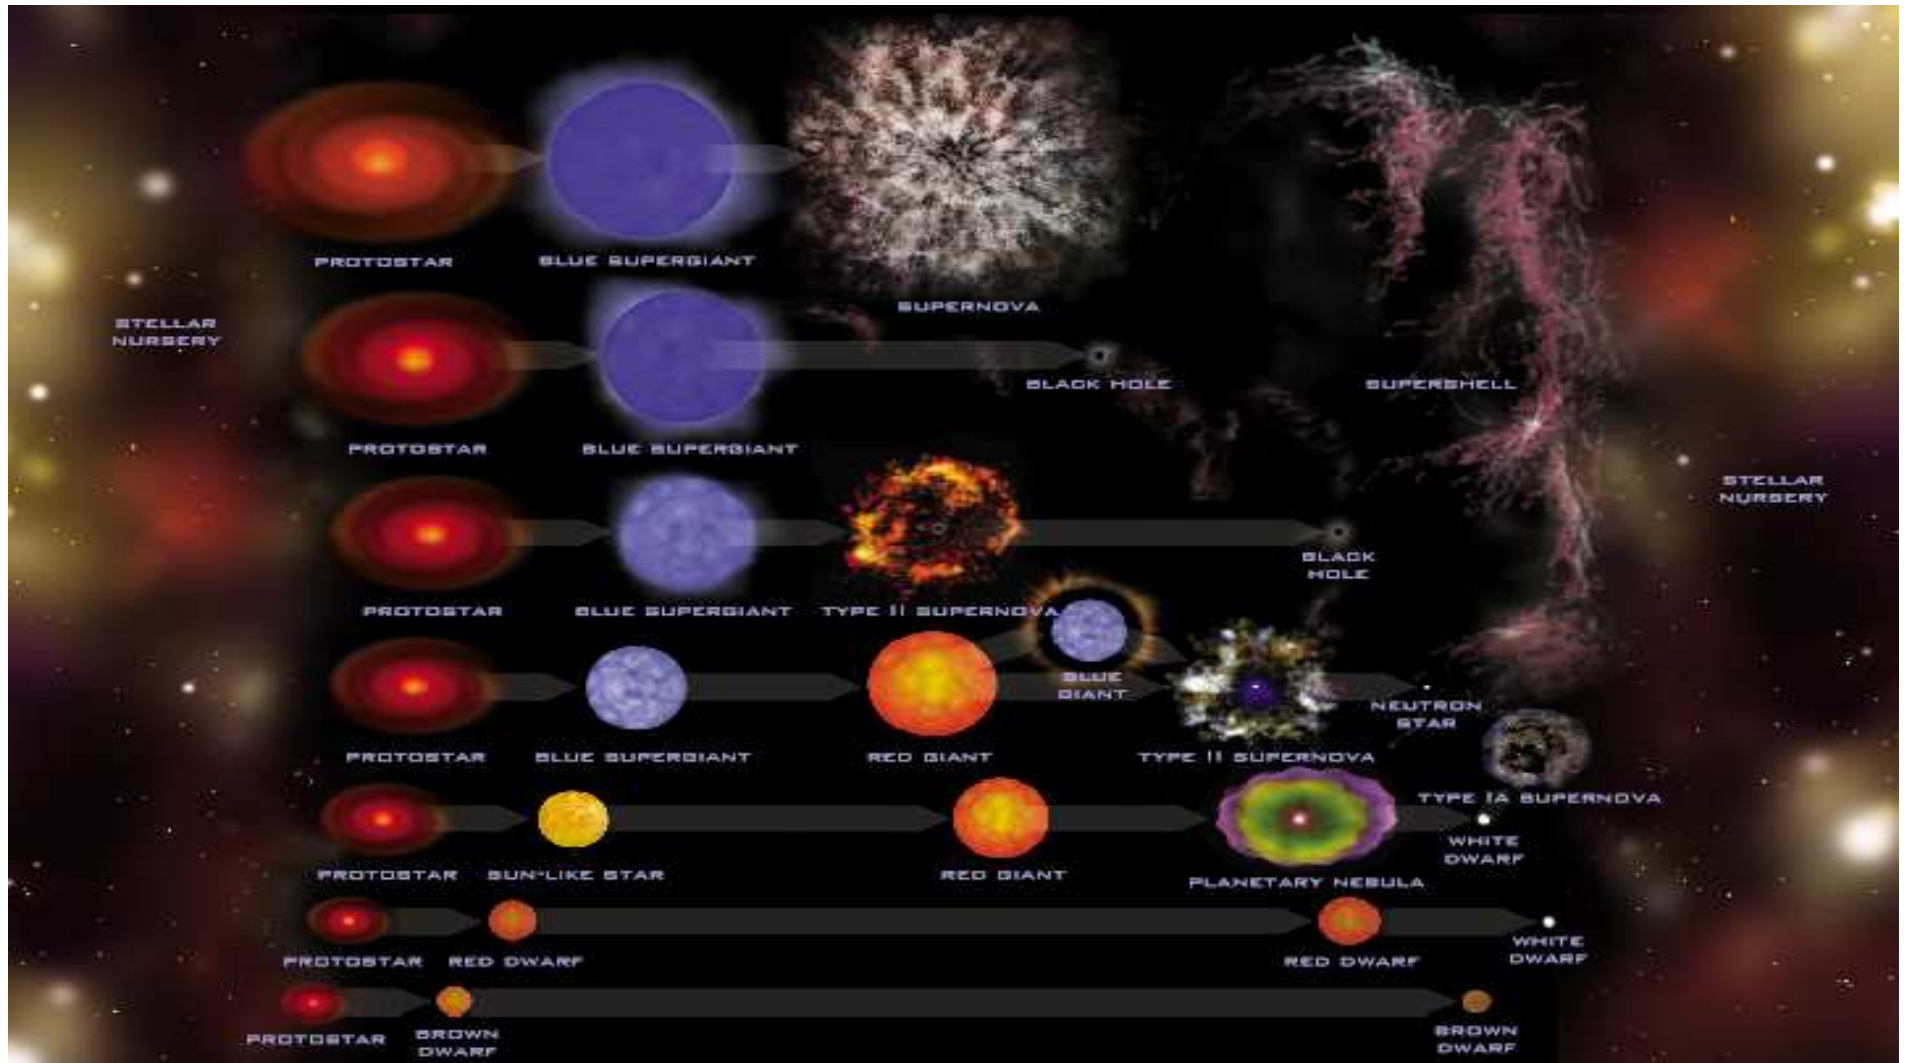 PROTOSTAR
BLUE SUPERGIANT
SUPERNOVA
STELLAR
NURSERY
BLACK HOLE
SUPERSHELL
PROTOSTAR
BLUE SUPERGIANT
STELLAR
NURSERY
BLACK
HOLE
PROTOSTAR
BLUE SUPERGIANT
TYPE II SUPERNOVA
BLUE
GIANT
NEUTRON
STAR
PROTOSTAR
BLUE SUPERGIANT
RED GIANT
TYPE II SUPERNOVA
TYPE IA SUPERNOVA
WHITE
DWARF
PROTOSTAR
SUN-LIKE STAR
RED GIANT
PLANETARY NEBULA
WHITE
DWARF
PROTOSTAR
RED DWARF
RED DWARF
PROTOSTAR
BROWN
DWARF
BROWN
DWARF